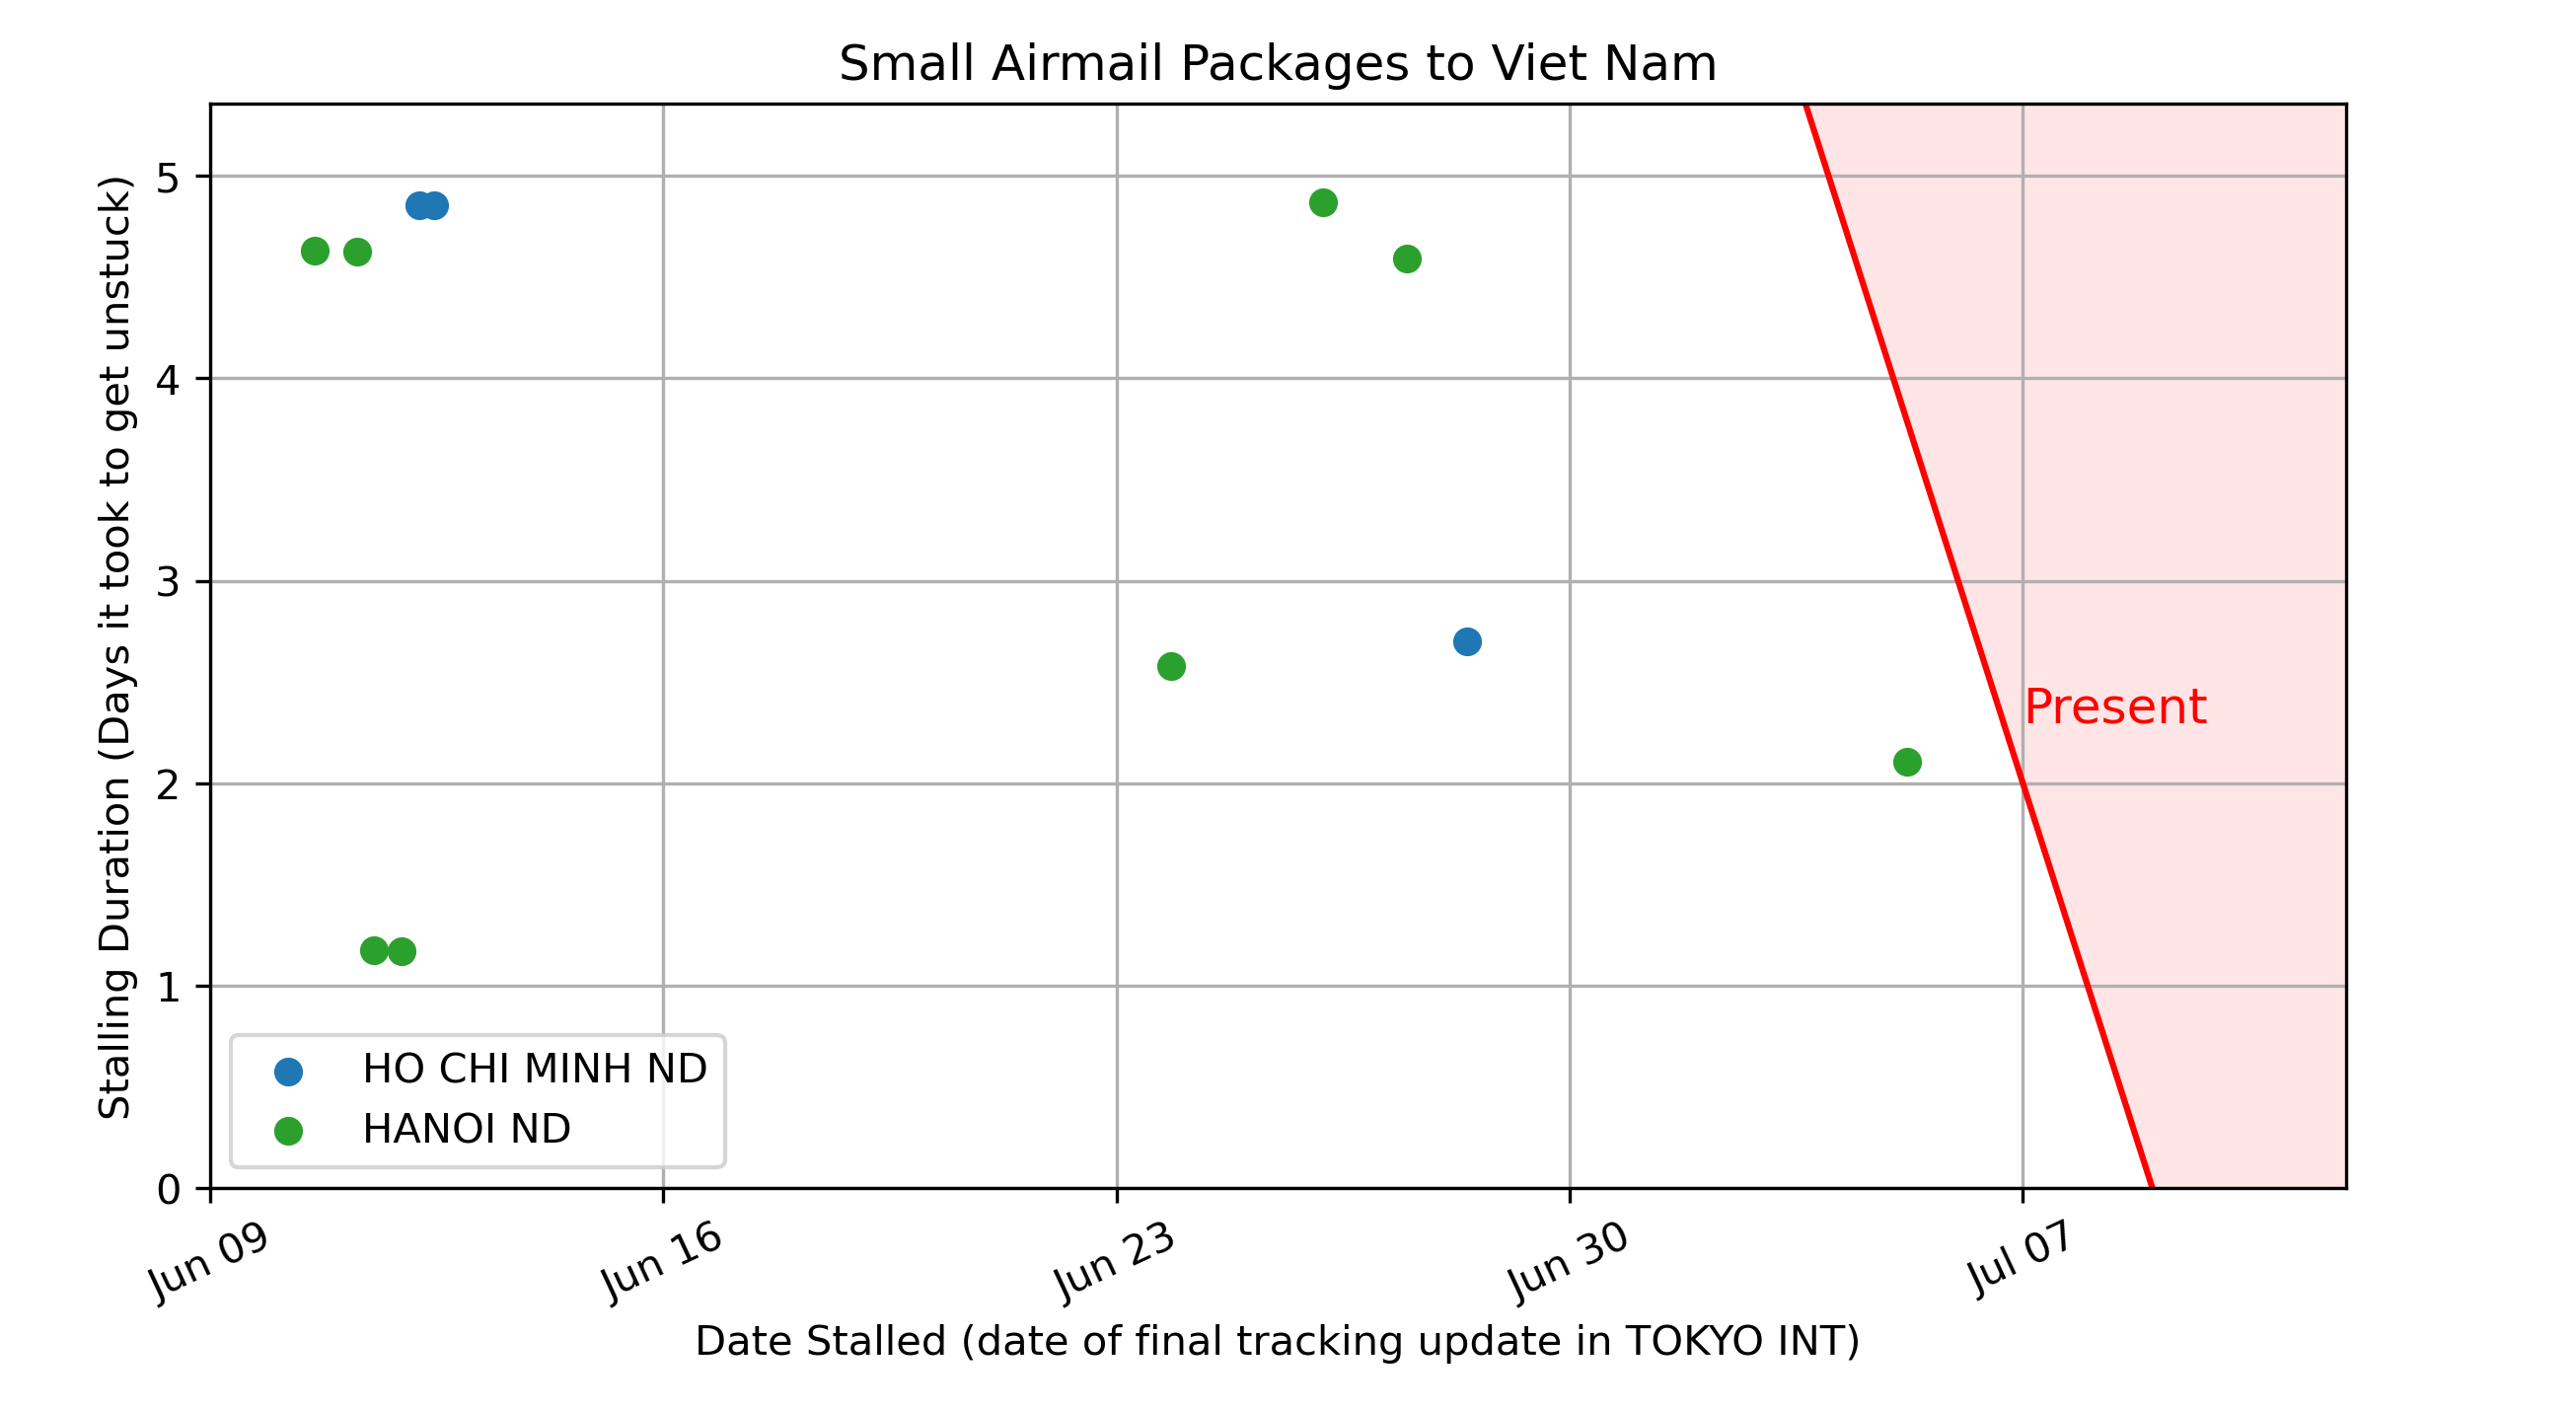 Small Airmail Packages to Viet Nam
Stalling Duration (Days it took to get unstuck)
5
4
3
2
1
0
Present
HO CHI MINH ND
HANOI ND
Jun 09
Jun 16
Jun 23
Jun 30
Jul 07
Date Stalled (date of final tracking update in TOKYO INT)